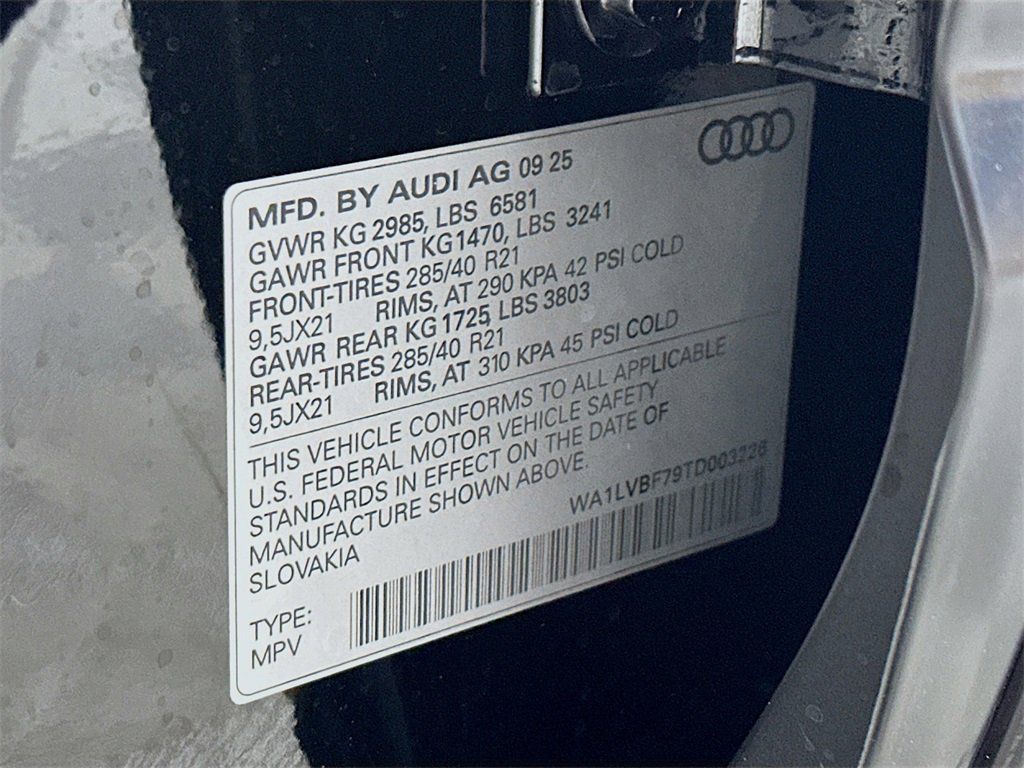 MFD. BY AUDI AG 09 25
GVWR KG 2985, LBS 6581
GAWR FRONT KG1470, LBS 3241
FRONT-TIRES 285/40 R21
9,5JX21 RIMS, AT 290 KPA 42 PSI COLD
GAWR REAR KG 1725, LBS 3803
REAR-TIRES 285/40 R21
9,5JX21 RIMS, AT 310 KPA 45 PSI COLD
THIS VEHICLE CONFORMS TO ALL APPLICABLE
U.S. FEDERAL MOTOR VEHICLE SAFETY
STANDARDS IN EFFECT ON THE DATE OF
MANUFACTURE SHOWN ABOVE.
SLOVAKIA
WA1LVBF79TD003226
TYPE:
MPV